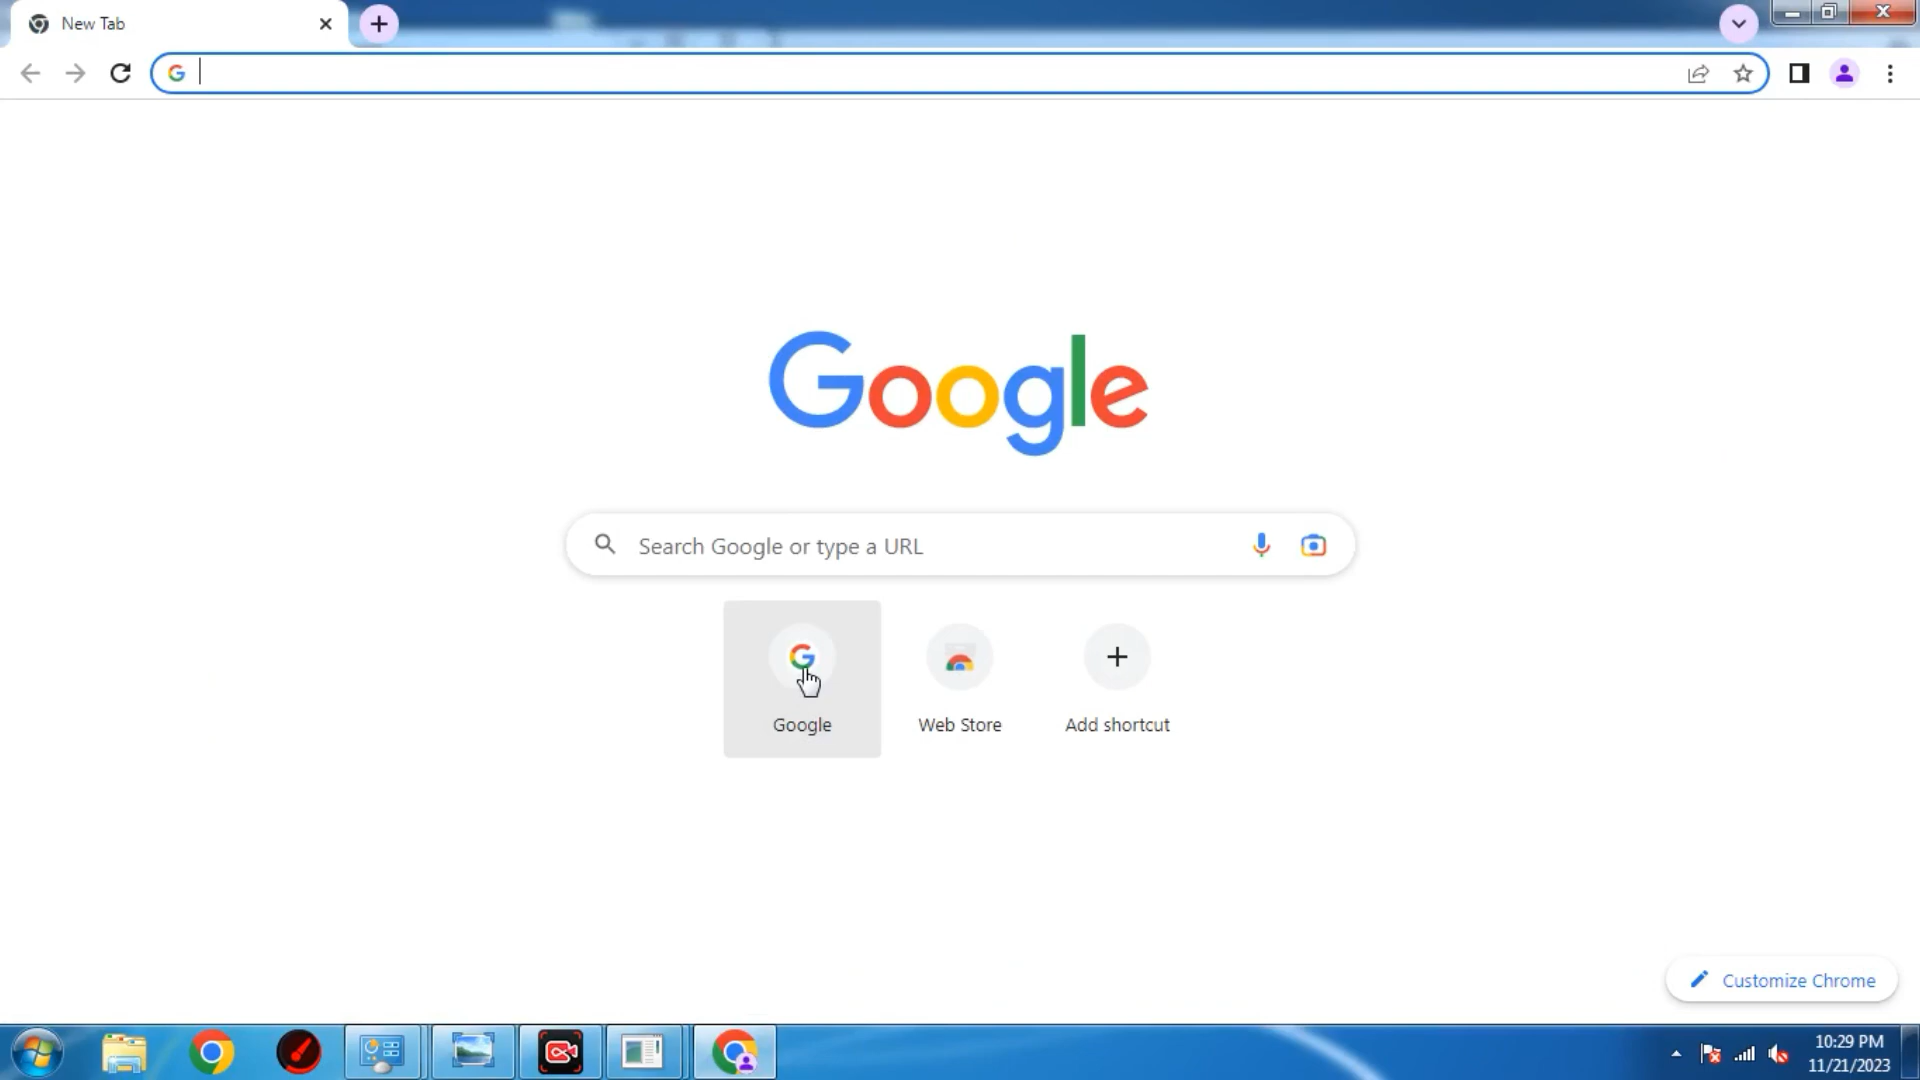 New Tab
Google
Search Google or type a URL
Google
Web Store
Add shortcut
Customize Chrome
10:29 PM
11/21/2023